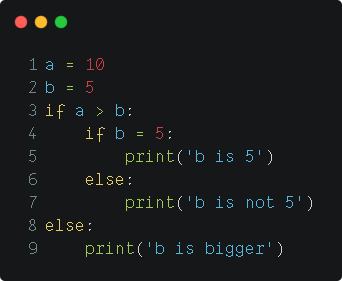 1 a = 10
2 b = 5
3 if a > b:
4     if b = 5:
5         print('b is 5')
6     else:
7         print('b is not 5')
8 else:
9     print('b is bigger')